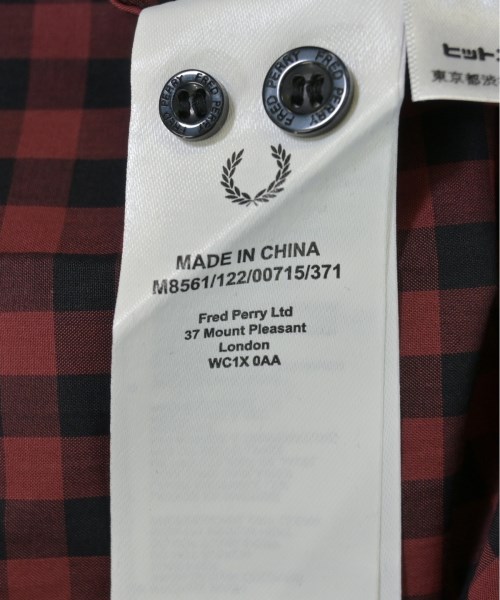 FRED PERRY FRED PERRY
FRED PERRY FRED PERRY
ヒット
東京都渋
MADE IN CHINA
M8561/122/00715/371
Fred Perry Ltd
37 Mount Pleasant
London
WC1X 0AA